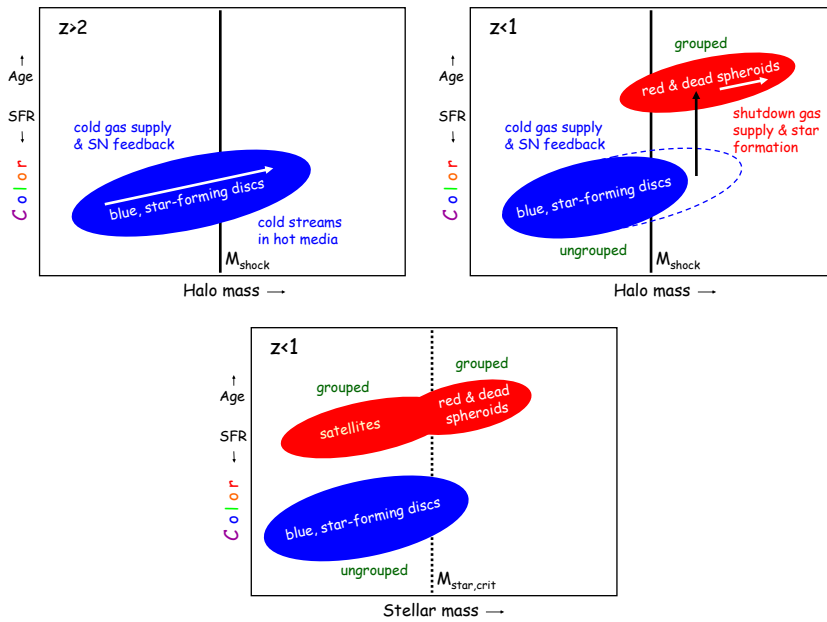 z>2
↑
Age
SFR
↓
Color
cold gas supply
& SN feedback
blue, star-forming discs
cold streams
in hot media
Mshock
Halo mass →
z<1
↑
Age
SFR
↓
Color
grouped
red & dead spheroids
cold gas supply
& SN feedback
shutdown gas
supply & star
formation
blue, star-forming discs
ungrouped
Mshock
Halo mass →
z<1
↑
Age
SFR
↓
Color
grouped
grouped
satellites
red & dead
spheroids
blue, star-forming discs
ungrouped
Mstar,crit
Stellar mass →